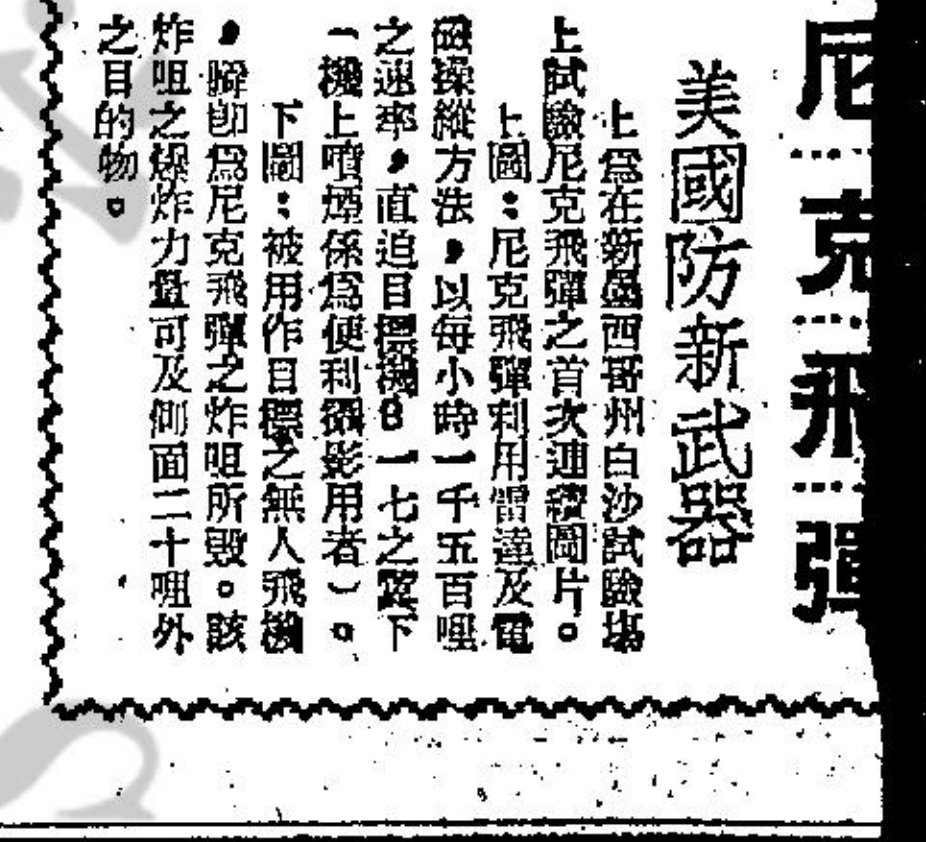 尼克飛彈
美國防新武器
上爲在新墨西哥州白沙試驗塲
上試驗尼克飛彈之首次連續圖片。
上圖：尼克飛彈利用雷達及電
磁操縱方法，以每小時一千五百哩
之速率，直迫目標機B一七之翼下
（機上噴煙係爲便利攝影用者）。
下圖：被用作目標之無人飛機
，瞬即爲尼克飛彈之炸咀所毀。該
炸咀之爆炸力量可及側面二十哩外
之目的物。